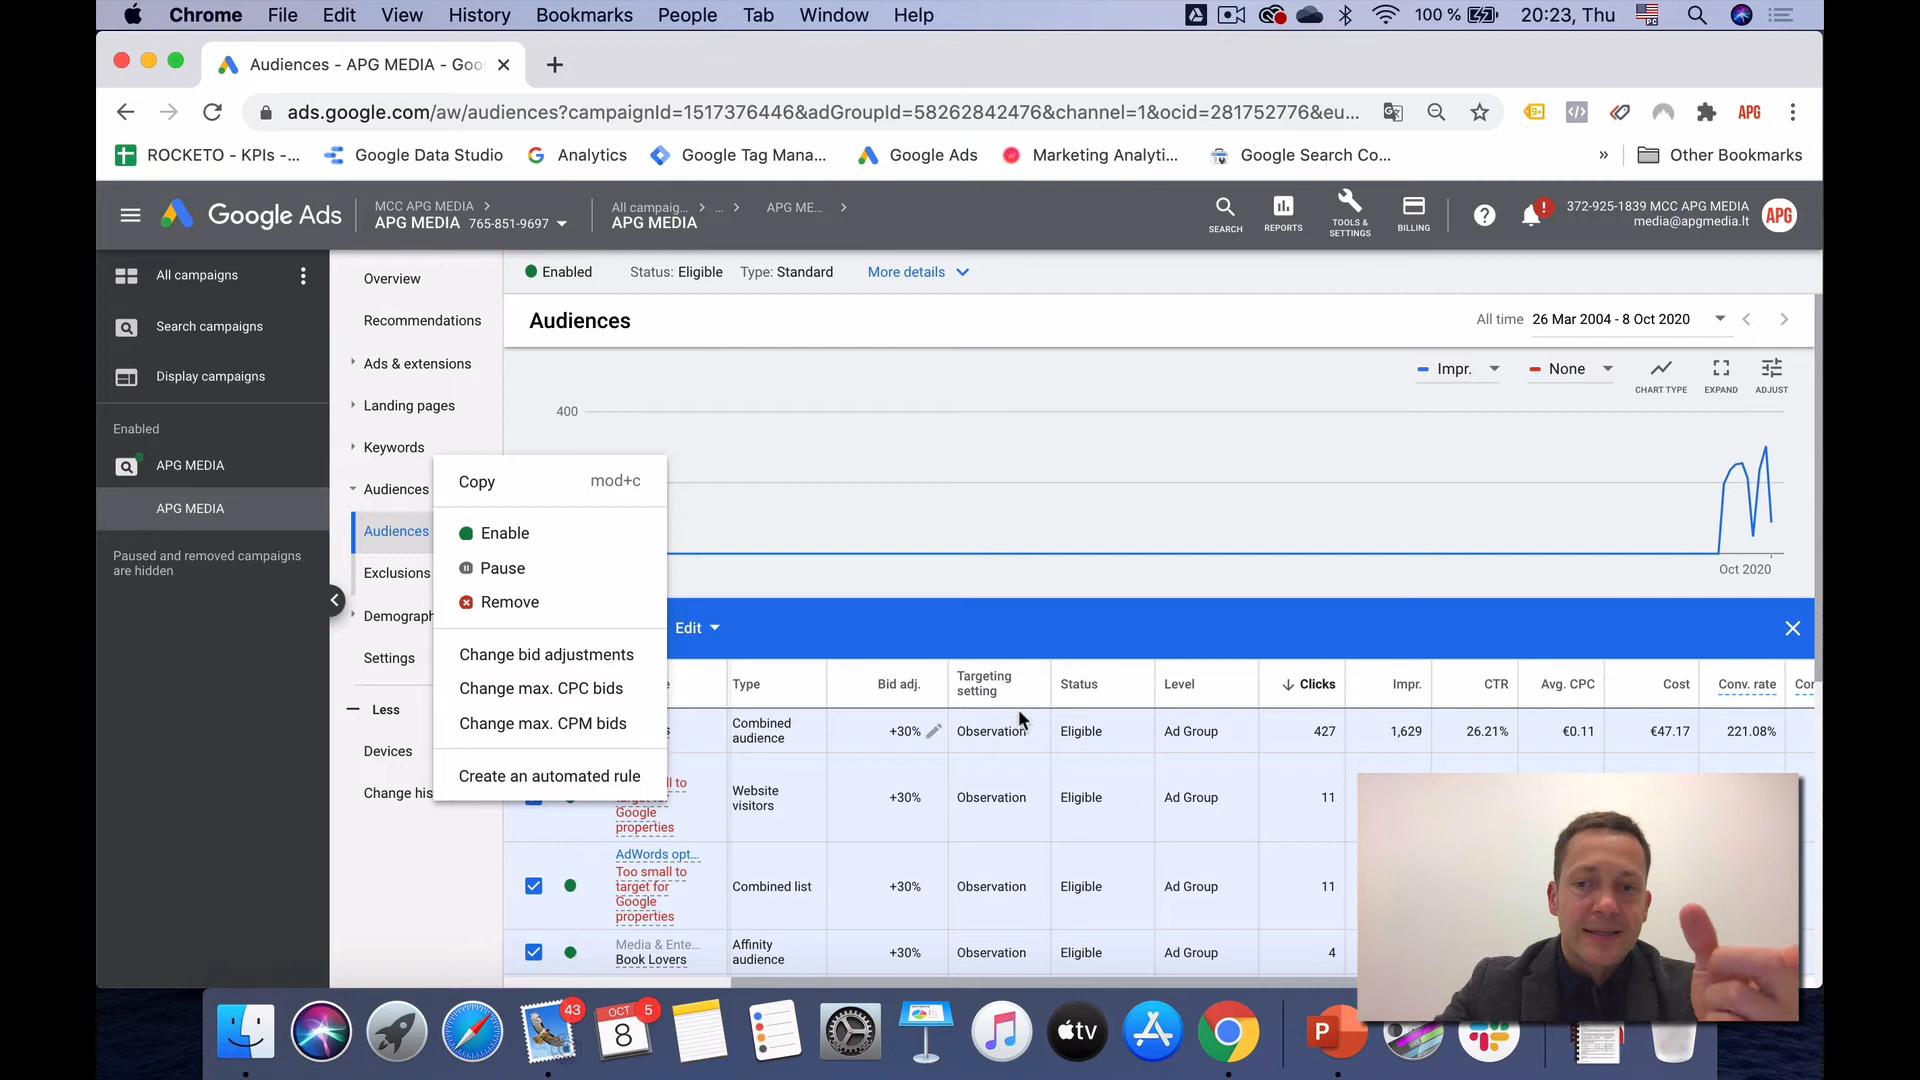 Chrome File Edit View History Bookmarks People Tab Window Help 100 % 20:23, Thu
Audiences - APG MEDIA - Goo
ads.google.com/aw/audiences?campaignId=1517376446&adGroupId=58262842476&channel=1&ocid=281752776&eu... APG
ROCKETO - KPIs -... Google Data Studio Analytics Google Tag Mana... Google Ads Marketing Analyti... Google Search Co... » Other Bookmarks
Google Ads
MCC APG MEDIA
APG MEDIA 765-851-9697
All campaig... ...
APG MEDIA
APG ME...
SEARCH
REPORTS
TOOLS & SETTINGS
BILLING
372-925-1839 MCC APG MEDIA
media@apgmedia.lt
APG
All campaigns
Search campaigns
Display campaigns
Enabled
APG MEDIA
APG MEDIA
Paused and removed campaigns
are hidden
Overview
Recommendations
Ads & extensions
Landing pages
Keywords
Audiences
Audiences
Exclusions
Demograph
Settings
Less
Devices
Change his
Enabled Status: Eligible Type: Standard More details
Audiences
All time 26 Mar 2004 - 8 Oct 2020
Impr. None
CHART TYPE EXPAND ADJUST
400
Oct 2020
Copy mod+c
Enable
Pause
Remove
Change bid adjustments
Change max. CPC bids
Change max. CPM bids
Create an automated rule
Edit
Type Bid adj. Targeting setting Status Level Clicks Impr. CTR Avg. CPC Cost Conv. rate Cor
Combined audience +30% Observation Eligible Ad Group 427 1,629 26.21% €0.11 €47.17 221.08%
Google
properties
Website visitors +30% Observation Eligible Ad Group 11
AdWords opt...
Too small to
target for
Google
properties
Combined list +30% Observation Eligible Ad Group 11
Media & Ente...
Book Lovers
Affinity audience +30% Observation Eligible Ad Group 4
43
OCT
8
5
tv
P